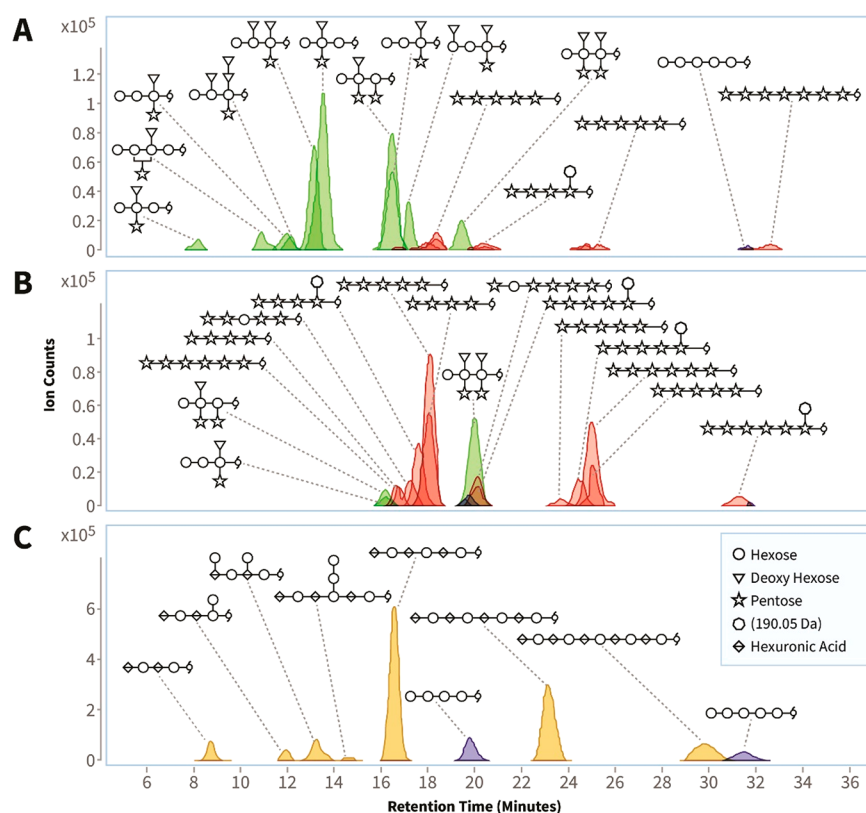 A
x10⁵
1.2
1
0.8
0.6
0.4
0.2
0
B
x10⁵
1
0.8
0.6
0.4
0.2
0
Ion Counts
C
x10⁵
6
4
2
0
Hexose
Deoxy Hexose
Pentose
(190.05 Da)
Hexuronic Acid
6 8 10 12 14 16 18 20 22 24 26 28 30 32 34 36
Retention Time (Minutes)